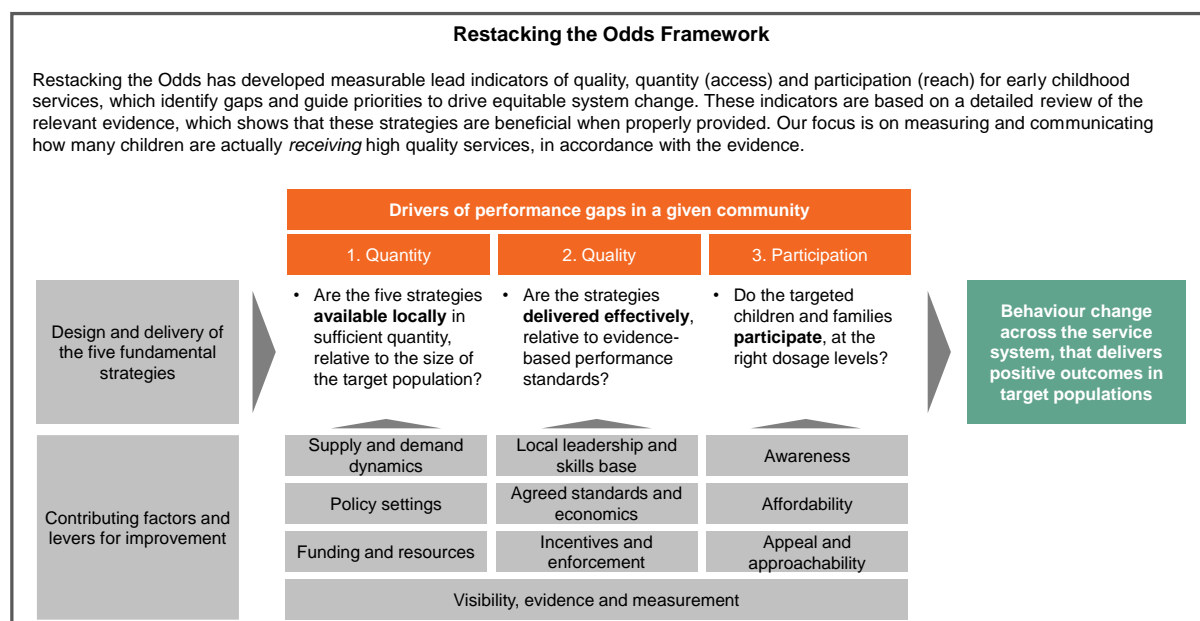 Restacking the Odds Framework
Restacking the Odds has developed measurable lead indicators of quality, quantity (access) and participation (reach) for early childhood
services, which identify gaps and guide priorities to drive equitable system change. These indicators are based on a detailed review of the
relevant evidence, which shows that these strategies are beneficial when properly provided. Our focus is on measuring and communicating
how many children are actually receiving high quality services, in accordance with the evidence.
Drivers of performance gaps in a given community
1. Quantity
2. Quality
3. Participation
Design and delivery of
the five fundamental
strategies
• Are the five strategies
available locally in
sufficient quantity,
relative to the size of
the target population?
• Are the strategies
delivered effectively,
relative to evidence-
based performance
standards?
• Do the targeted
children and families
participate, at the
right dosage levels?
Behaviour change
across the service
system, that delivers
positive outcomes in
target populations
Contributing factors and
levers for improvement
Supply and demand
dynamics
Local leadership and
skills base
Awareness
Policy settings
Agreed standards and
economics
Affordability
Funding and resources
Incentives and
enforcement
Appeal and
approachability
Visibility, evidence and measurement